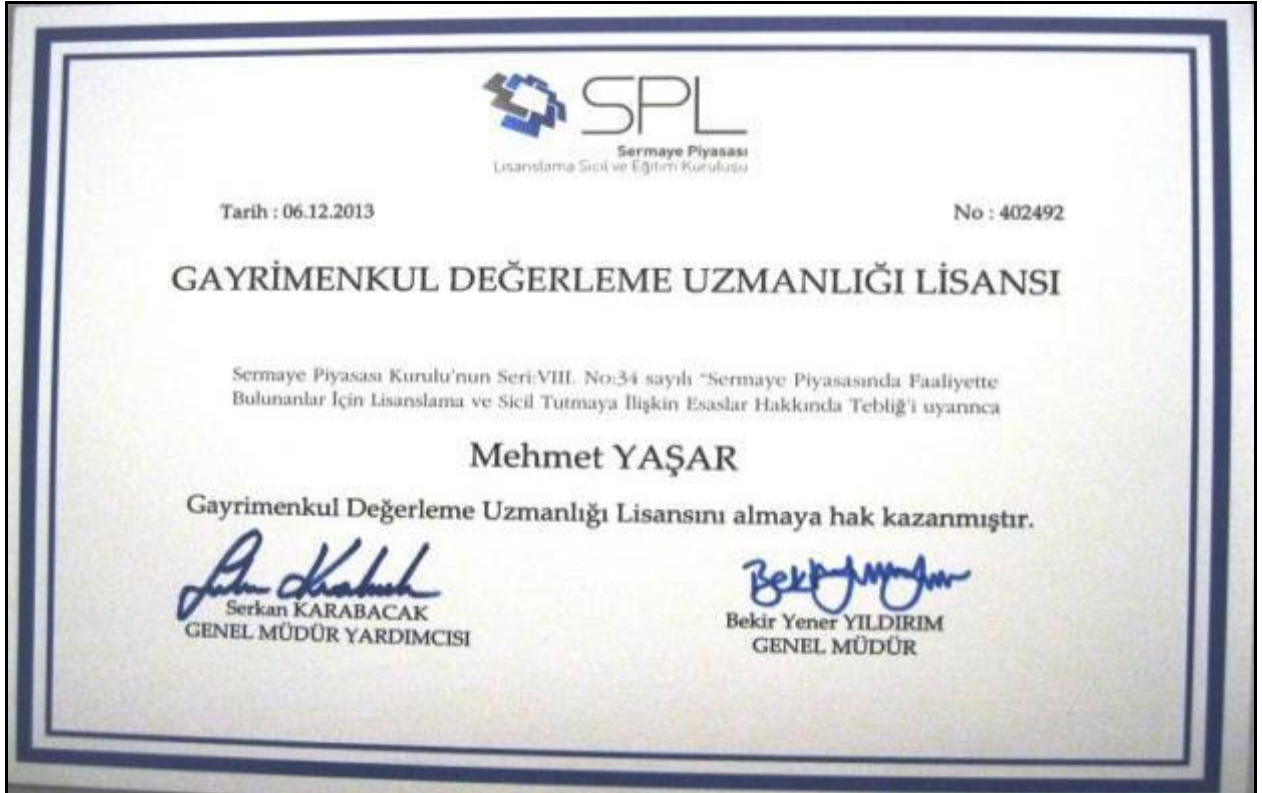 SPL
Sermaye Piyasası
Lisanslama Sicil ve Eğitim Kuruluşu
Tarih : 06.12.2013
No : 402492
GAYRİMENKUL DEĞERLEME UZMANLIĞI LİSANSI
Sermaye Piyasası Kurulu'nun Seri:VIII. No:34 sayılı "Sermaye Piyasasında Faaliyette
Bulunanlar İçin Lisanslama ve Sicil Tutmaya İlişkin Esaslar Hakkında Tebliğ'i uyarınca
Mehmet YAŞAR
Gayrimenkul Değerleme Uzmanlığı Lisansını almaya hak kazanmıştır.
Serkan KARABACAK
GENEL MÜDÜR YARDIMCISI
Bekir Yener YILDIRIM
GENEL MÜDÜR